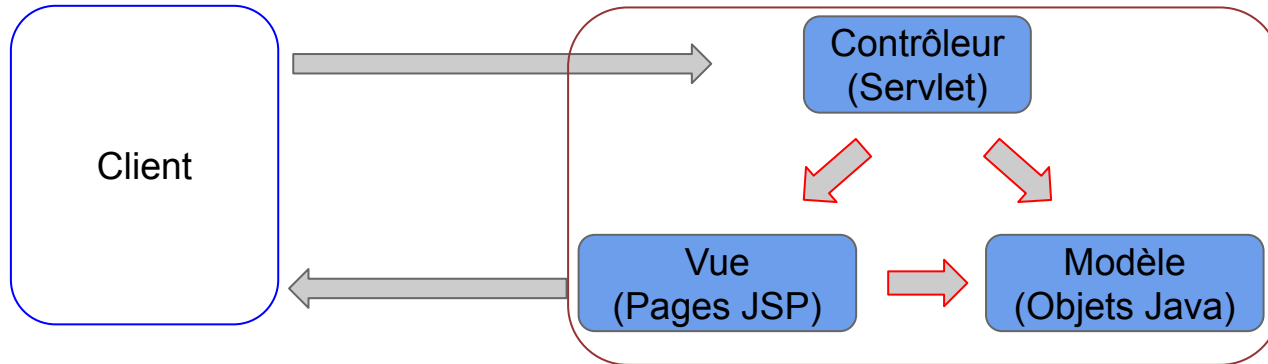 Contrôleur
(Servlet)
Client
Vue
(Pages JSP)
Modèle
(Objets Java)